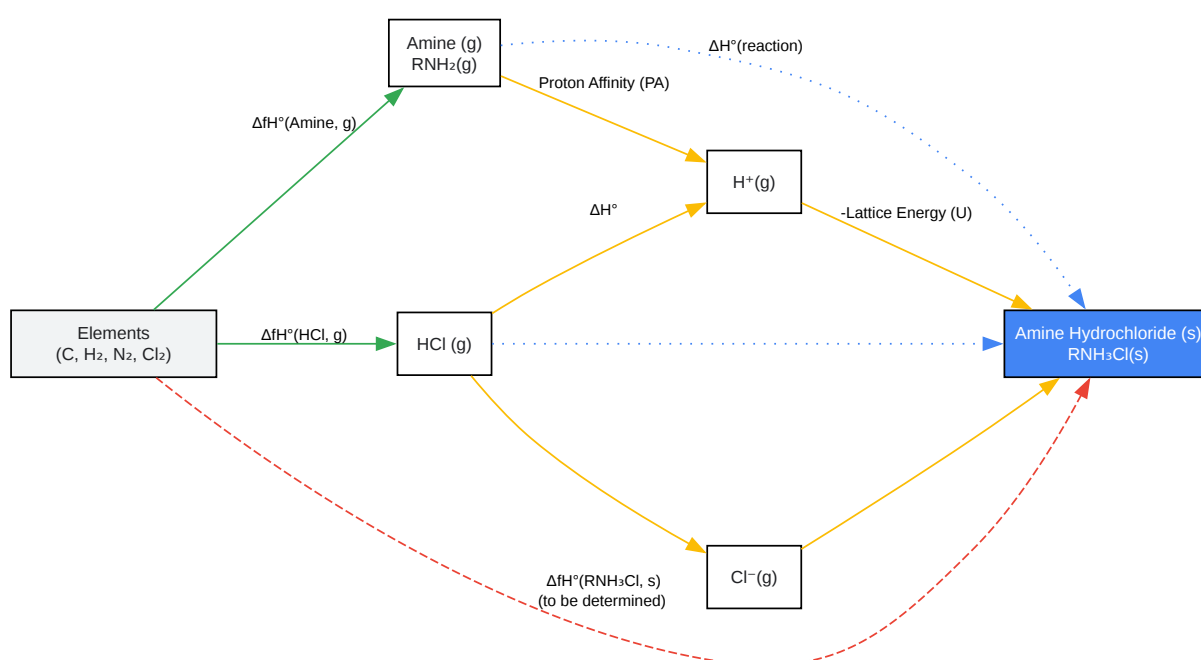 Amine (g)
RNH₂(g)
ΔH°(reaction)
Proton Affinity (PA)
ΔfH°(Amine, g)
H⁺(g)
ΔH°
-Lattice Energy (U)
Elements
(C, H₂, N₂, Cl₂)
ΔfH°(HCl, g)
HCl (g)
Amine Hydrochloride (s)
RNH₃Cl(s)
Cl⁻(g)
ΔfH°(RNH₃Cl, s)
(to be determined)